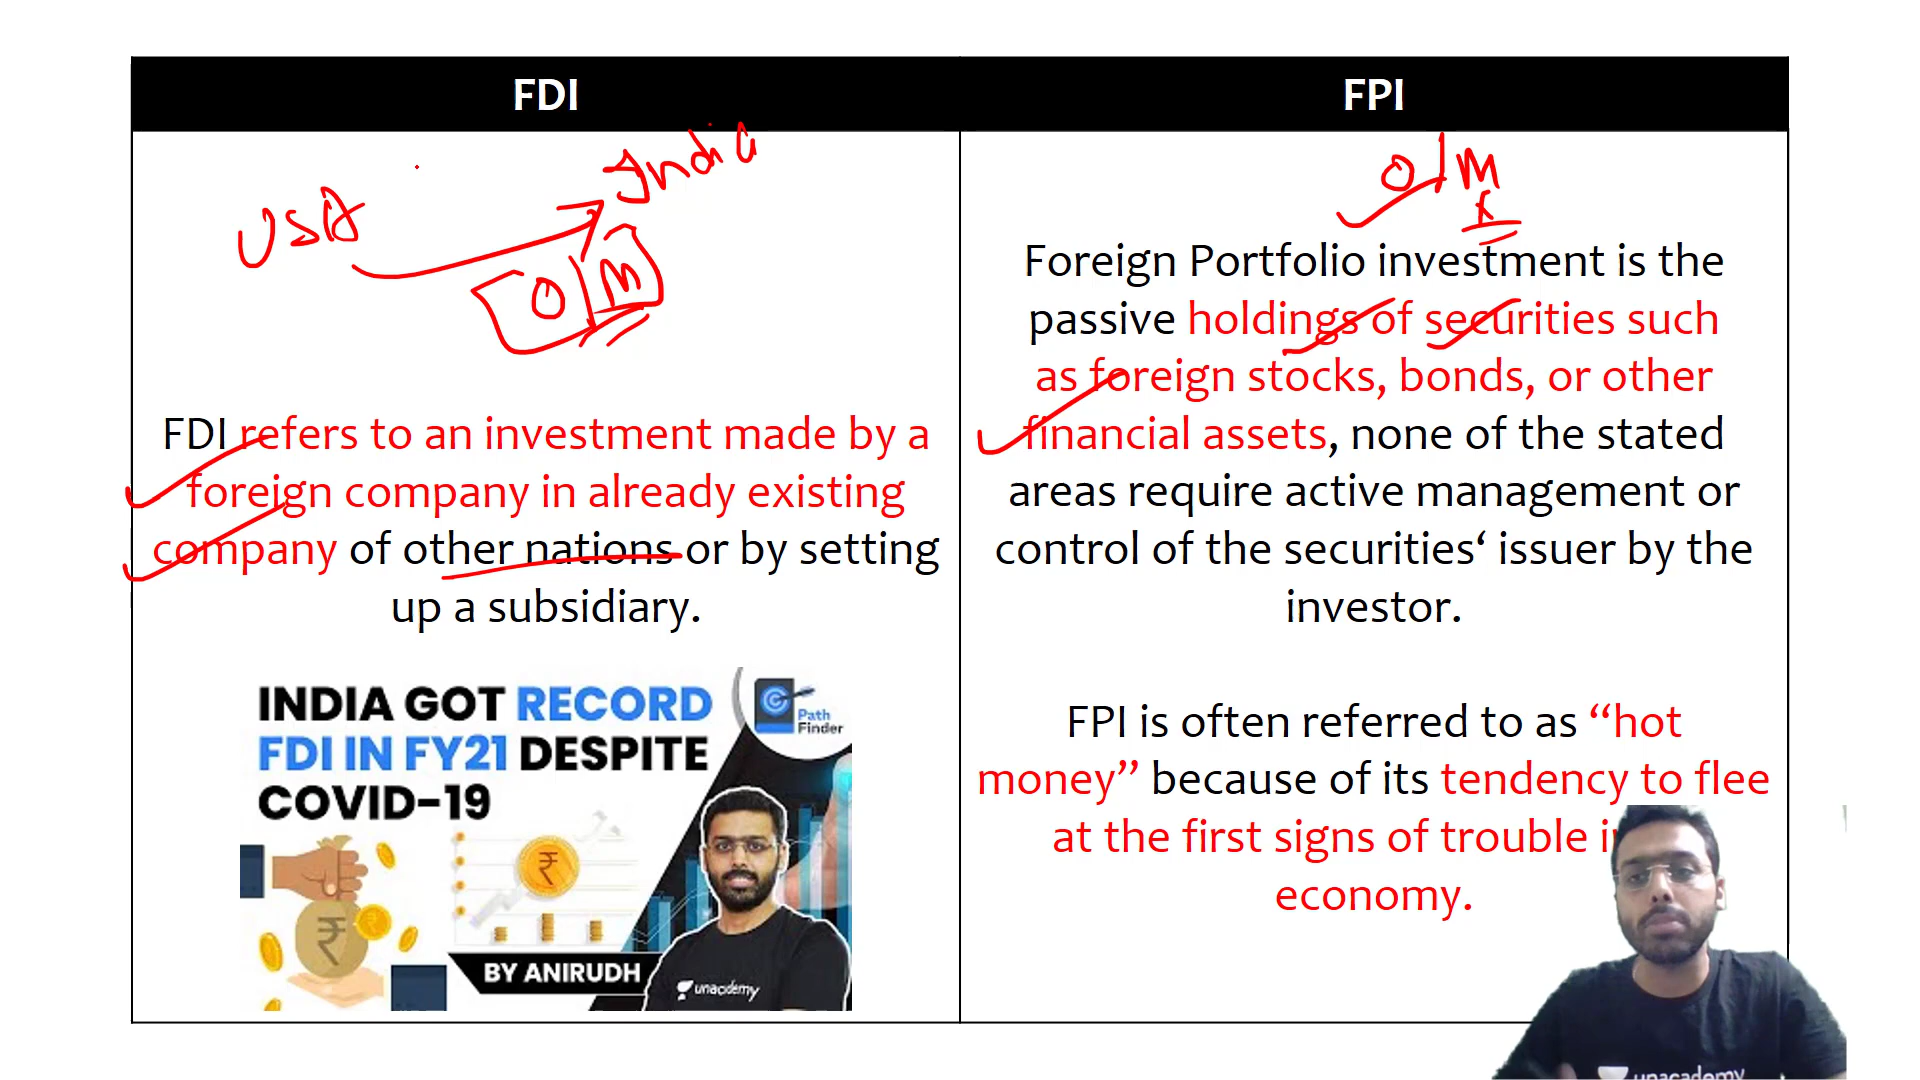 FDI
FPI
USA
India
O | M
O | M
x
FDI refers to an investment made by a
foreign company in already existing
company of other nations or by setting
up a subsidiary.
INDIA GOT RECORD
FDI IN FY21 DESPITE
COVID-19
Path
Finder
BY ANIRUDH
unacademy
Foreign Portfolio investment is the
passive holdings of securities such
as foreign stocks, bonds, or other
financial assets, none of the stated
areas require active management or
control of the securities‘ issuer by the
investor.
FPI is often referred to as “hot
money” because of its tendency to flee
at the first signs of trouble
economy.
unacademy